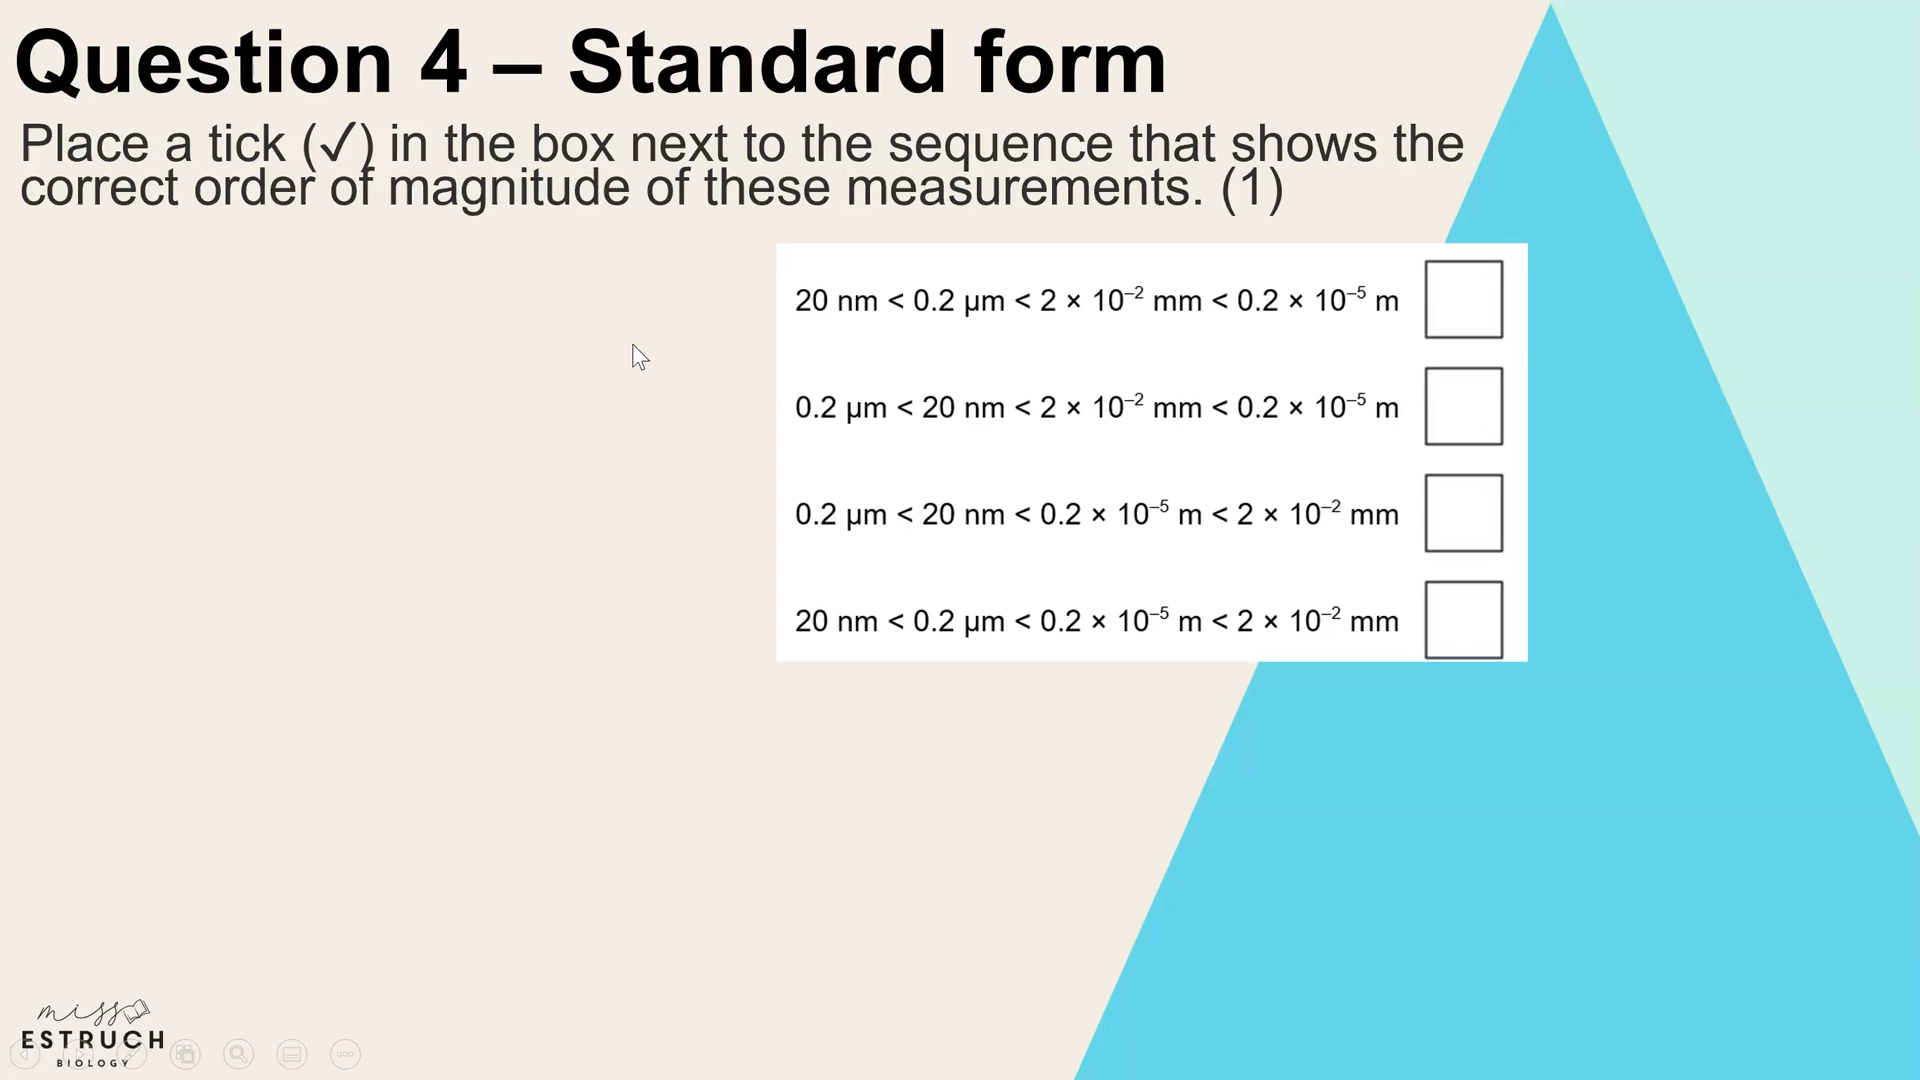 Question 4 – Standard form
Place a tick (✓) in the box next to the sequence that shows the
correct order of magnitude of these measurements. (1)
20 nm < 0.2 µm < 2 × 10⁻² mm < 0.2 × 10⁻⁵ m
0.2 µm < 20 nm < 2 × 10⁻² mm < 0.2 × 10⁻⁵ m
0.2 µm < 20 nm < 0.2 × 10⁻⁵ m < 2 × 10⁻² mm
20 nm < 0.2 µm < 0.2 × 10⁻⁵ m < 2 × 10⁻² mm
miss
ESTRUCH
BIOLOGY